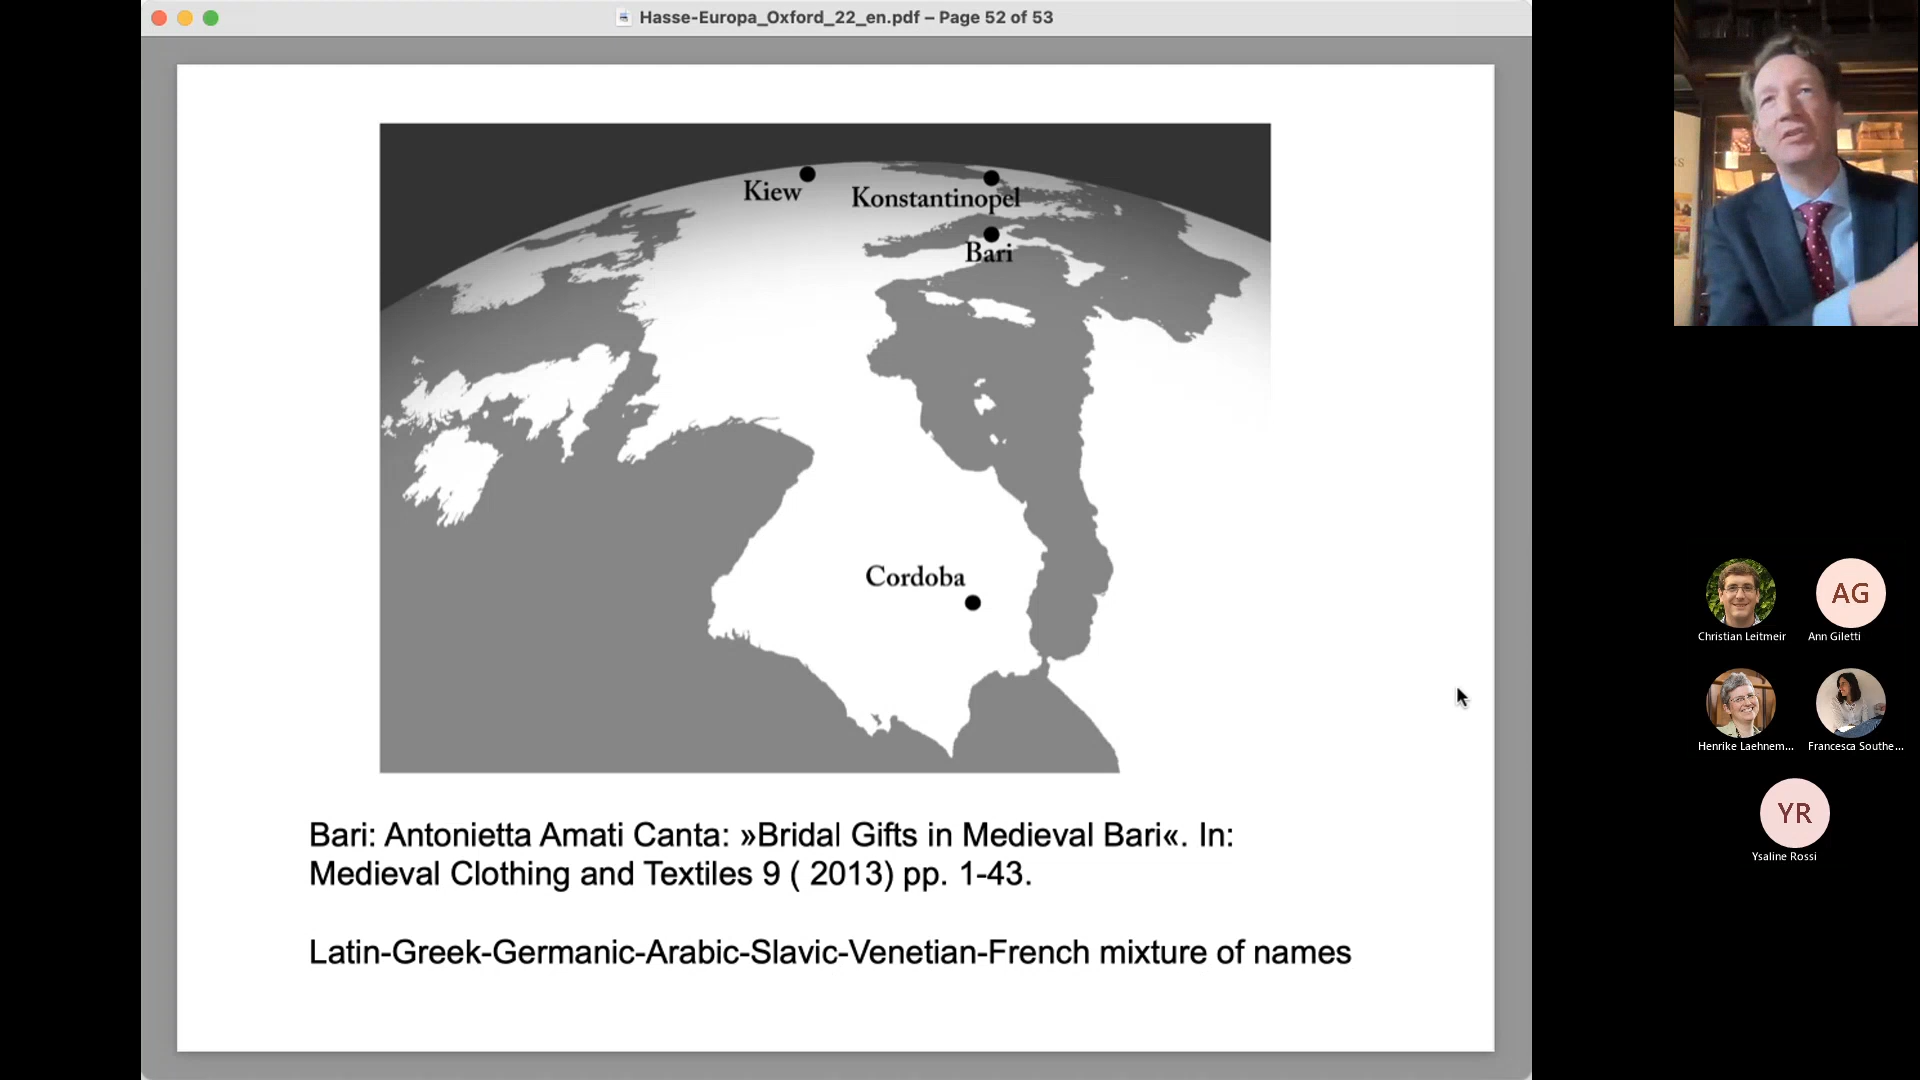 Hasse-Europa_Oxford_22_en.pdf – Page 52 of 53
Kiew
Konstantinopel
Bari
Cordoba
Bari: Antonietta Amati Canta: »Bridal Gifts in Medieval Bari«. In:
Medieval Clothing and Textiles 9 ( 2013) pp. 1-43.
Latin-Greek-Germanic-Arabic-Slavic-Venetian-French mixture of names
AG
Christian Leitmeir
Ann Giletti
Henrike Laehnem...
Francesca Southe...
YR
Ysaline Rossi